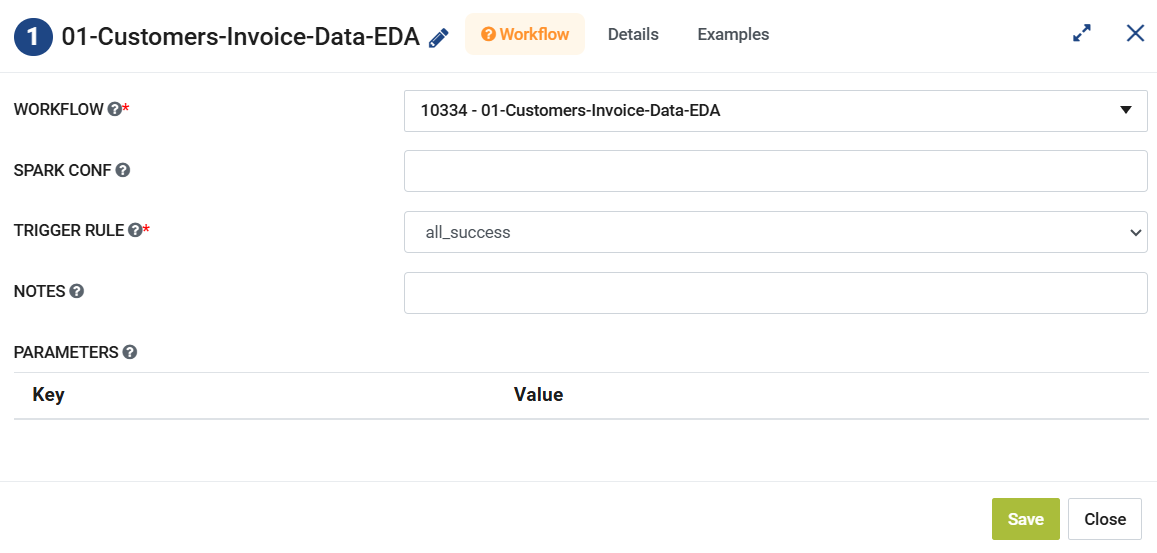 1 01-Customers-Invoice-Data-EDA ? Workflow Details Examples
WORKFLOW ?* 10334 - 01-Customers-Invoice-Data-EDA
SPARK CONF ?
TRIGGER RULE ?* all_success
NOTES ?
PARAMETERS ?
Key Value
Save Close